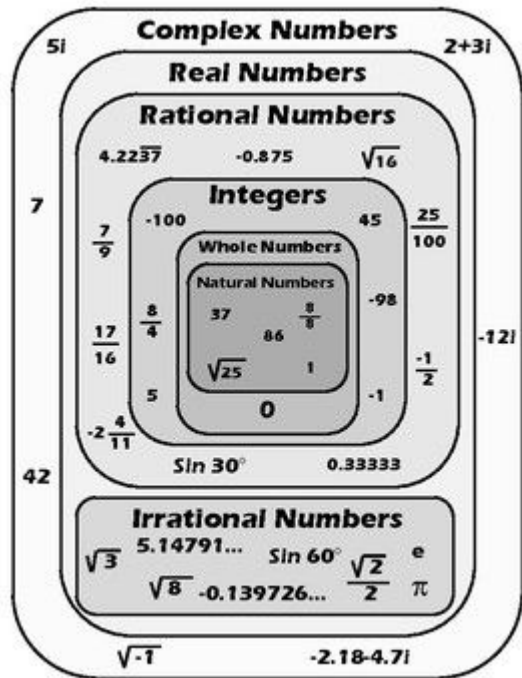 Complex Numbers
5i 2+3i
Real Numbers
Rational Numbers
4.223̅7̅ -0.875 √16
Integers
7
-100 45 25/100
7/9
Whole Numbers
Natural Numbers
37 8/8 -98
8/4
86
17/16 -12i
√25 1 -1/2
5 0 -1
-2 4/11
Sin 30° 0.33333
42
Irrational Numbers
√3 5.14791... Sin 60° √2/2 e
√8 -0.139726... π
√-1 -2.18-4.7i